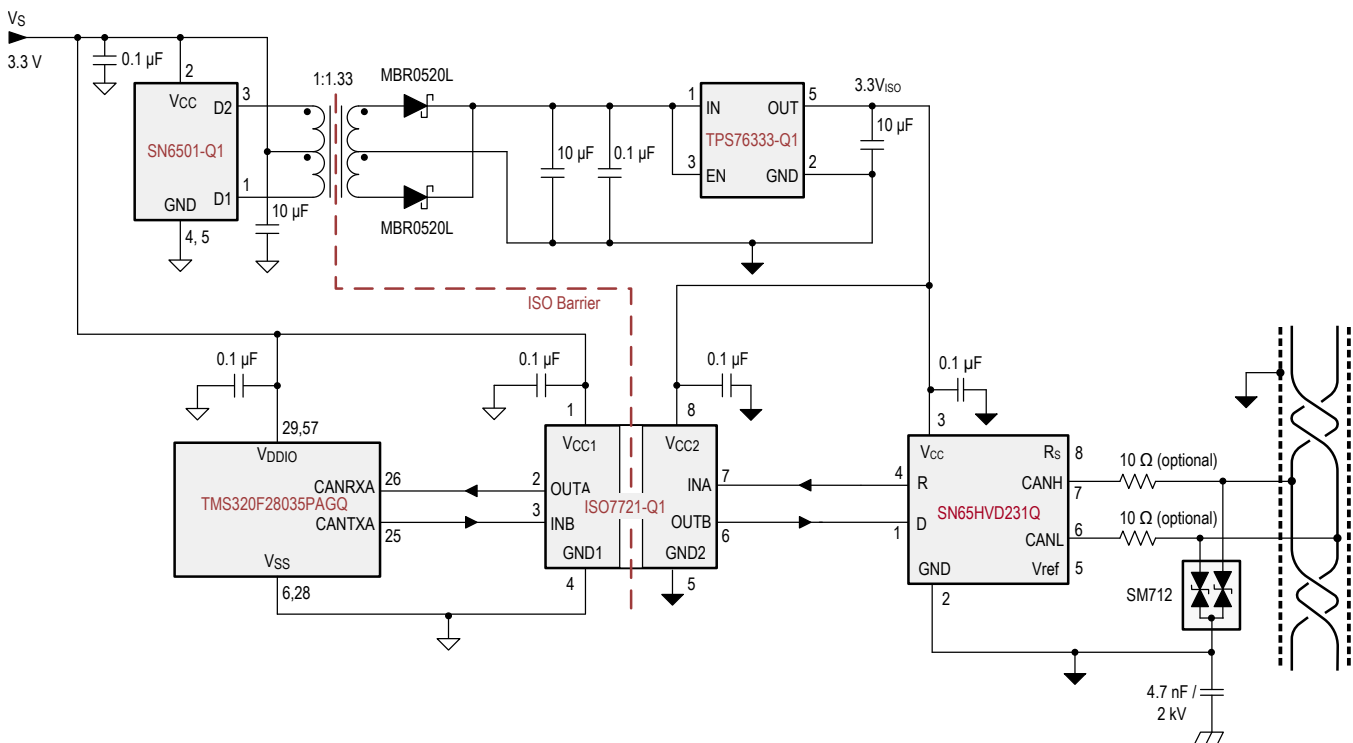 VS
3.3 V
0.1 µF
2
VCC
D2
3
SN6501-Q1
1
D1
GND
4, 5
10 µF
1:1.33
MBR0520L
MBR0520L
10 µF
0.1 µF
1
IN
OUT
5
TPS76333-Q1
3
EN
GND
2
3.3VISO
10 µF
ISO Barrier
0.1 µF
0.1 µF
0.1 µF
0.1 µF
29,57
VDDIO
CANRXA
26
TMS320F28035PAGQ
CANTXA
25
VSS
6,28
1
VCC1
2
OUTA
3
INB
GND1
4
ISO7721-Q1
8
VCC2
INA
7
OUTB
6
GND2
5
3
VCC
RS
8
4
R
CANH
7
SN65HVD231Q
1
D
CANL
6
GND
Vref
5
2
10 Ω (optional)
10 Ω (optional)
SM712
4.7 nF /
2 kV